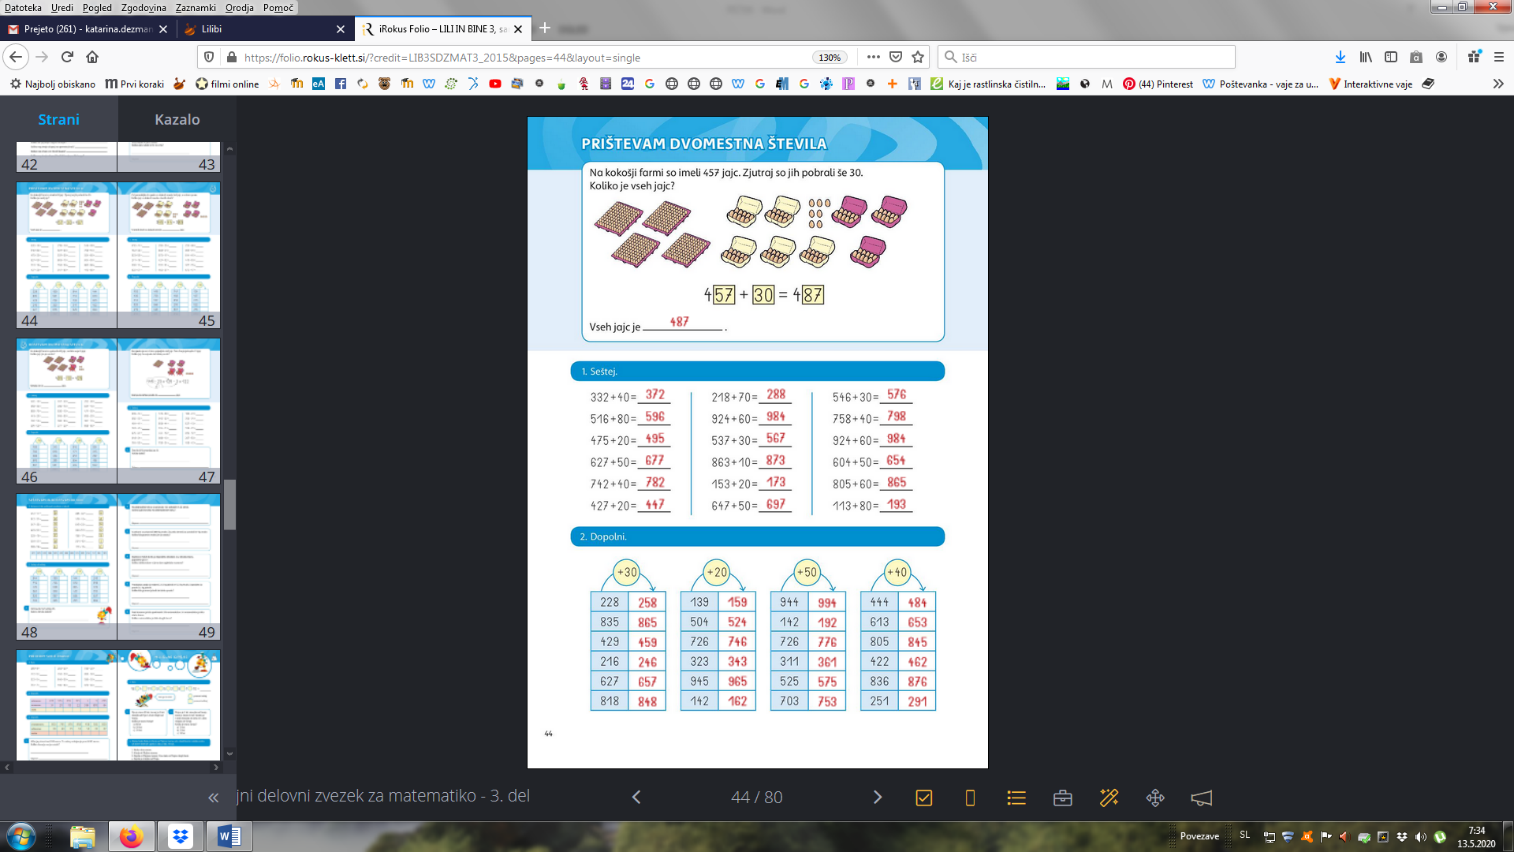 Datoteka Uredi Pogled Zgodovina Zaznamki Orodja Pomoč
Prejeto (261) - katarina.dezman
Lilibi
iRokus Folio – LILI IN BINE 3, sa
https://folio.rokus-klett.si/?credit=LIB3SDZMAT3_2015&pages=44&layout=single
130%
Išči
Najbolj obiskano Prvi koraki filmi online Kaj je rastlinska čistiln... (44) Pinterest Poštevanka - vaje za u... Interaktivne vaje
Strani Kazalo
42 43
44 45
46 47
48 49
PRIŠTEVAM DVOMESTNA ŠTEVILA
Na kokošji farmi so imeli 457 jajc. Zjutraj so jih pobrali še 30.
Koliko je vseh jajc?
457 + 30 = 487
Vseh jajc je 487 .
1. Seštej.
332+40= 372 218+70= 288 546+30= 576
516+80= 596 924+60= 984 758+40= 798
475+20= 495 537+30= 567 924+60= 984
627+50= 677 863+10= 873 604+50= 654
742+40= 782 153+20= 173 805+60= 865
427+20= 447 647+50= 697 113+80= 193
2. Dopolni.
+30 +20 +50 +40
228 258 139 159 944 994 444 484
835 865 504 524 142 192 613 653
429 459 726 746 726 776 805 845
216 246 323 343 311 361 422 462
627 657 945 965 525 575 836 876
818 848 142 162 703 753 251 291
44
jni delovni zvezek za matematiko - 3. del
44 / 80
Povezave SL
7:34
13.5.2020